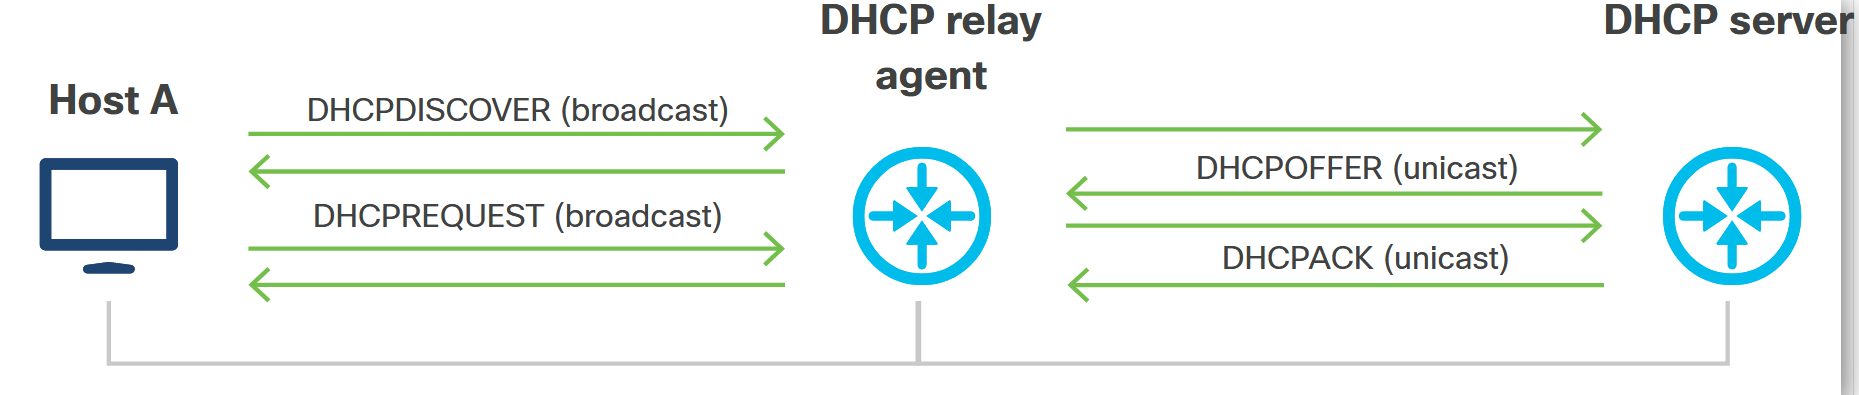 DHCP relay
agent
DHCP server
Host A
DHCPDISCOVER (broadcast)
DHCPOFFER (unicast)
DHCPREQUEST (broadcast)
DHCPACK (unicast)